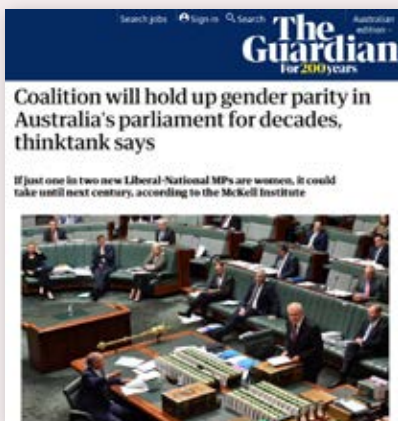 Search jobs Sign in Search
Australian
edition
The
Guardian
For 200 years
Coalition will hold up gender parity in
Australia's parliament for decades,
thinktank says
If just one in two new Liberal-National MPs are women, it could
take until next century, according to the McKell Institute